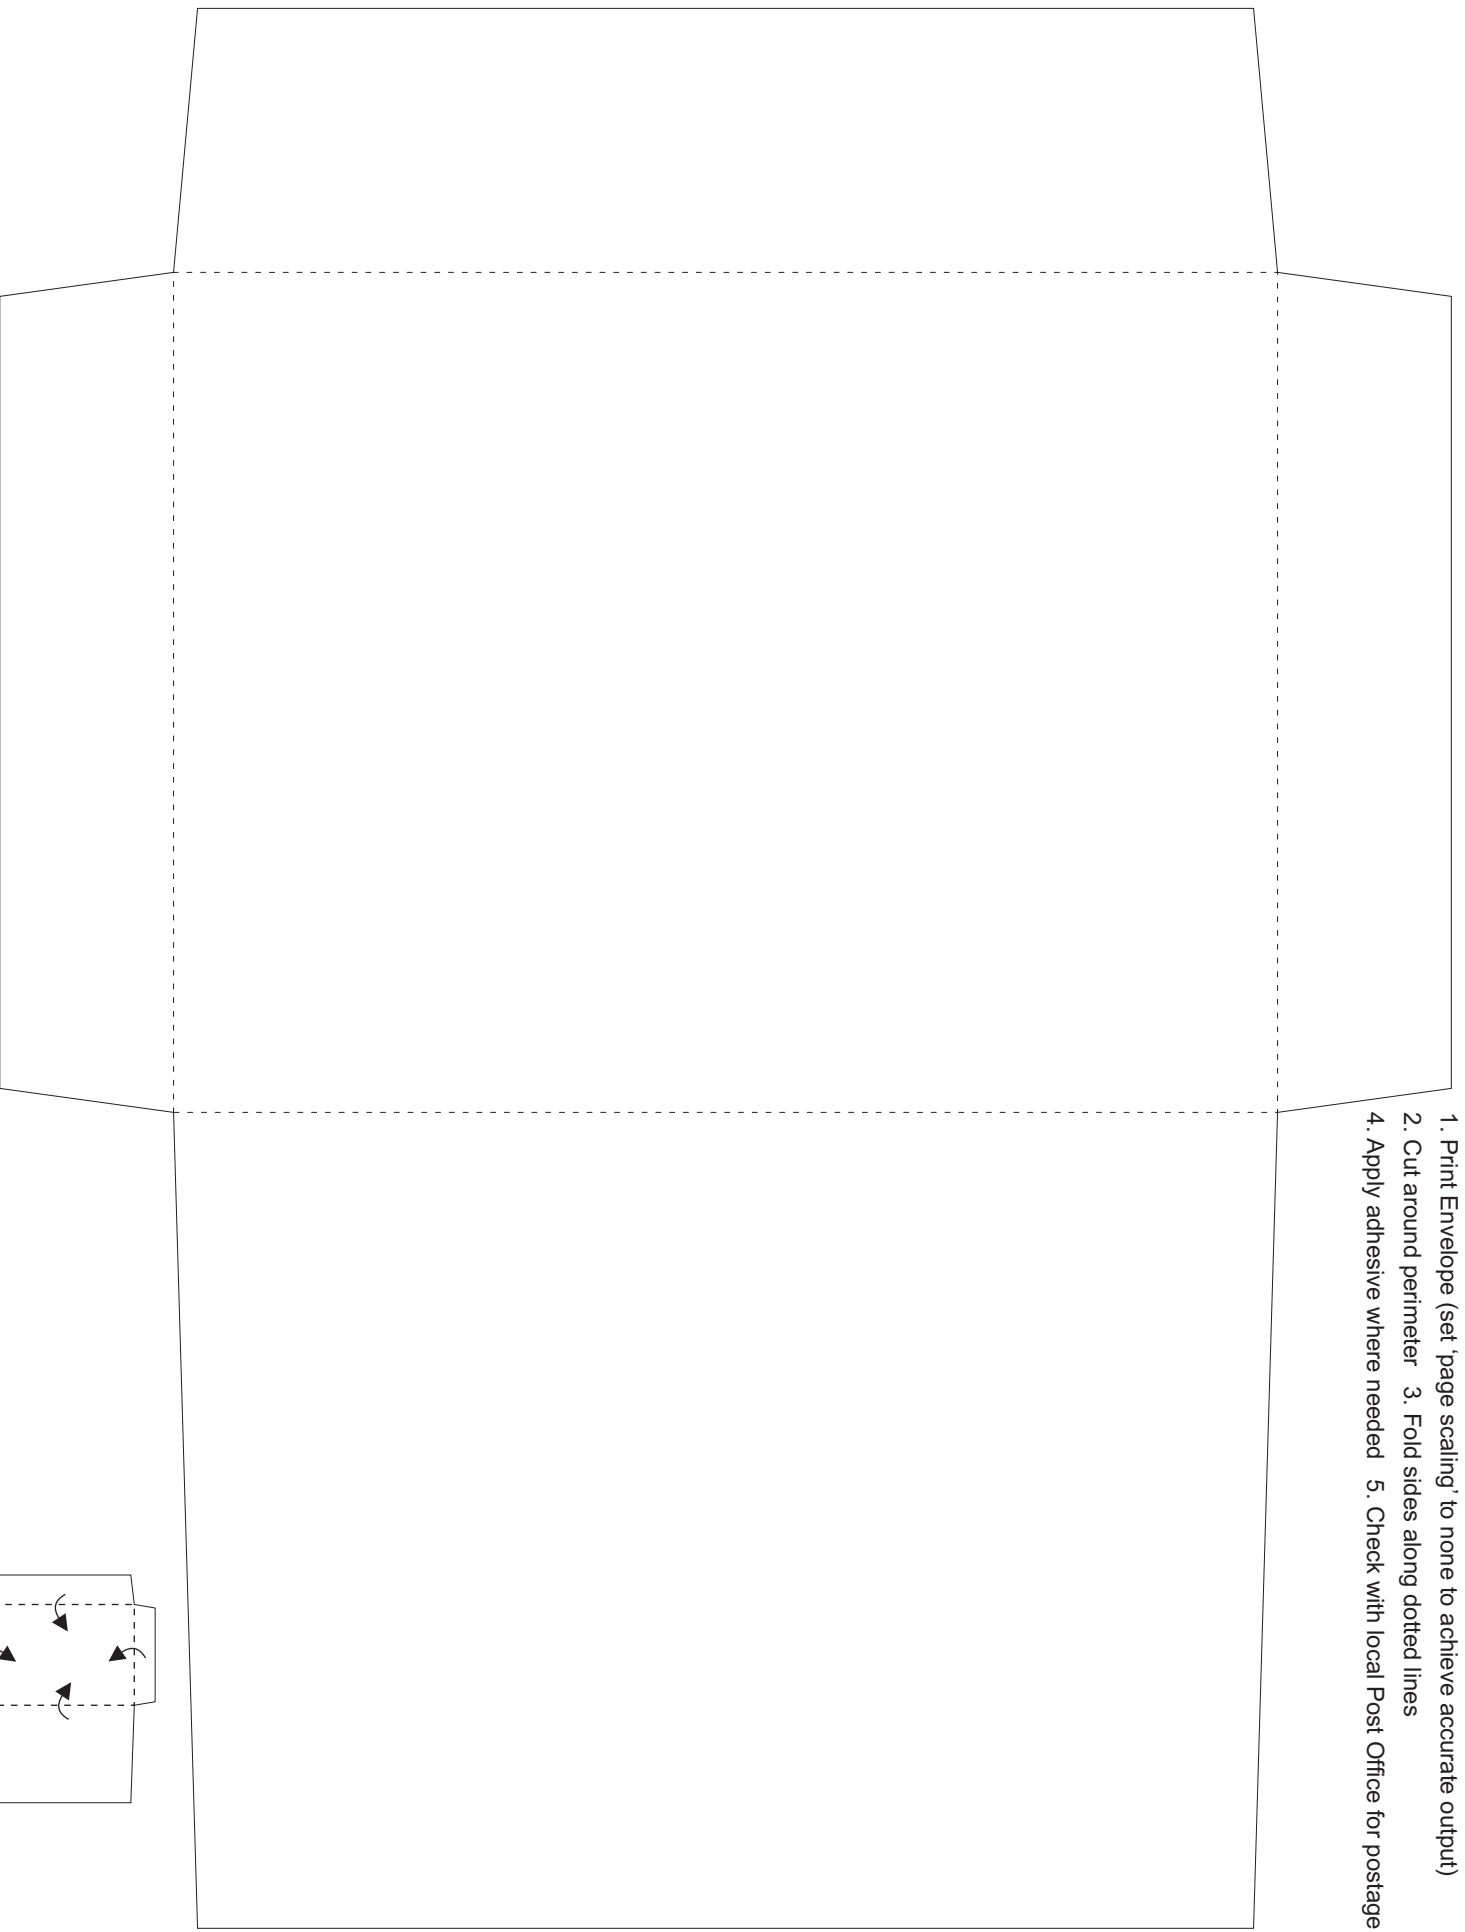 1. Print Envelope (set ‘page scaling’ to none to achieve accurate output)
2. Cut around perimeter   3. Fold sides along dotted lines
4. Apply adhesive where needed   5. Check with local Post Office for postage